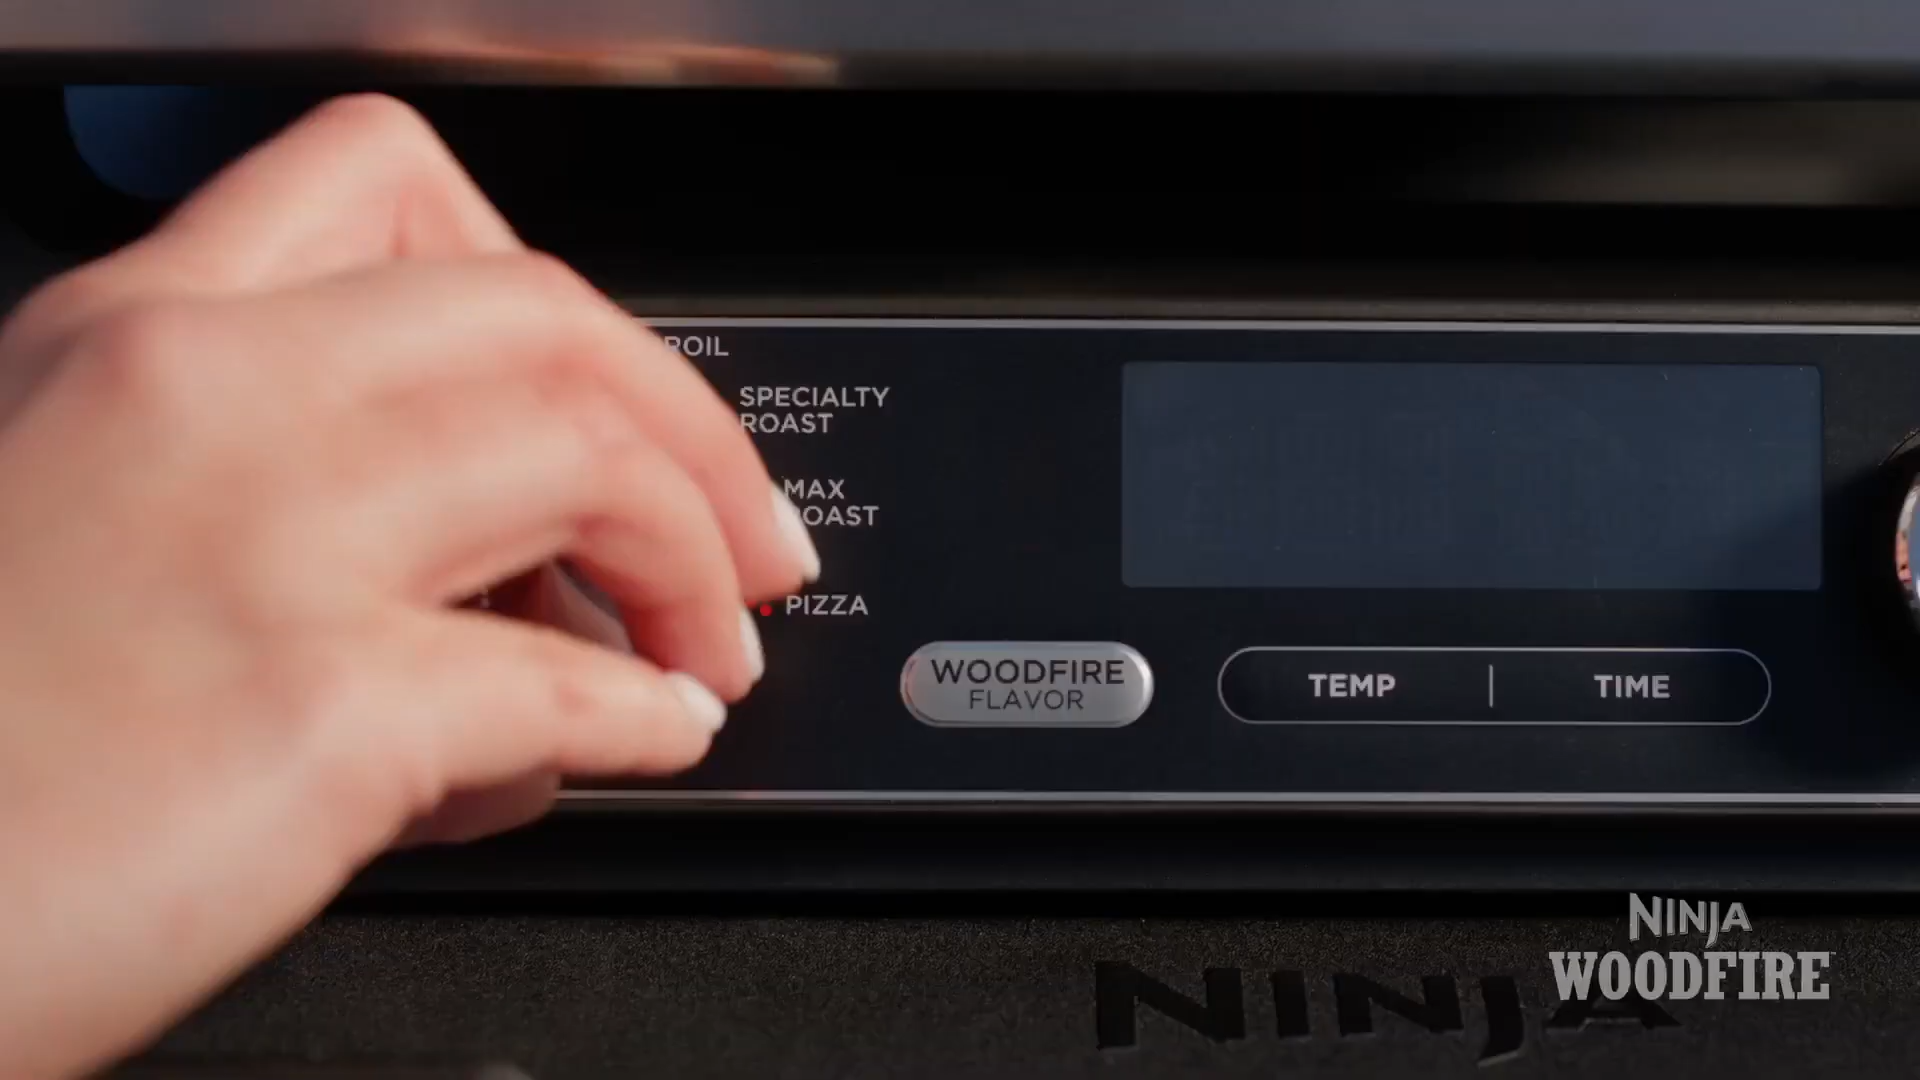 ROIL
SPECIALTY
ROAST
MAX
OAST
PIZZA
WOODFIRE
FLAVOR
TEMP | TIME
NINJA
WOODFIRE
NINJA